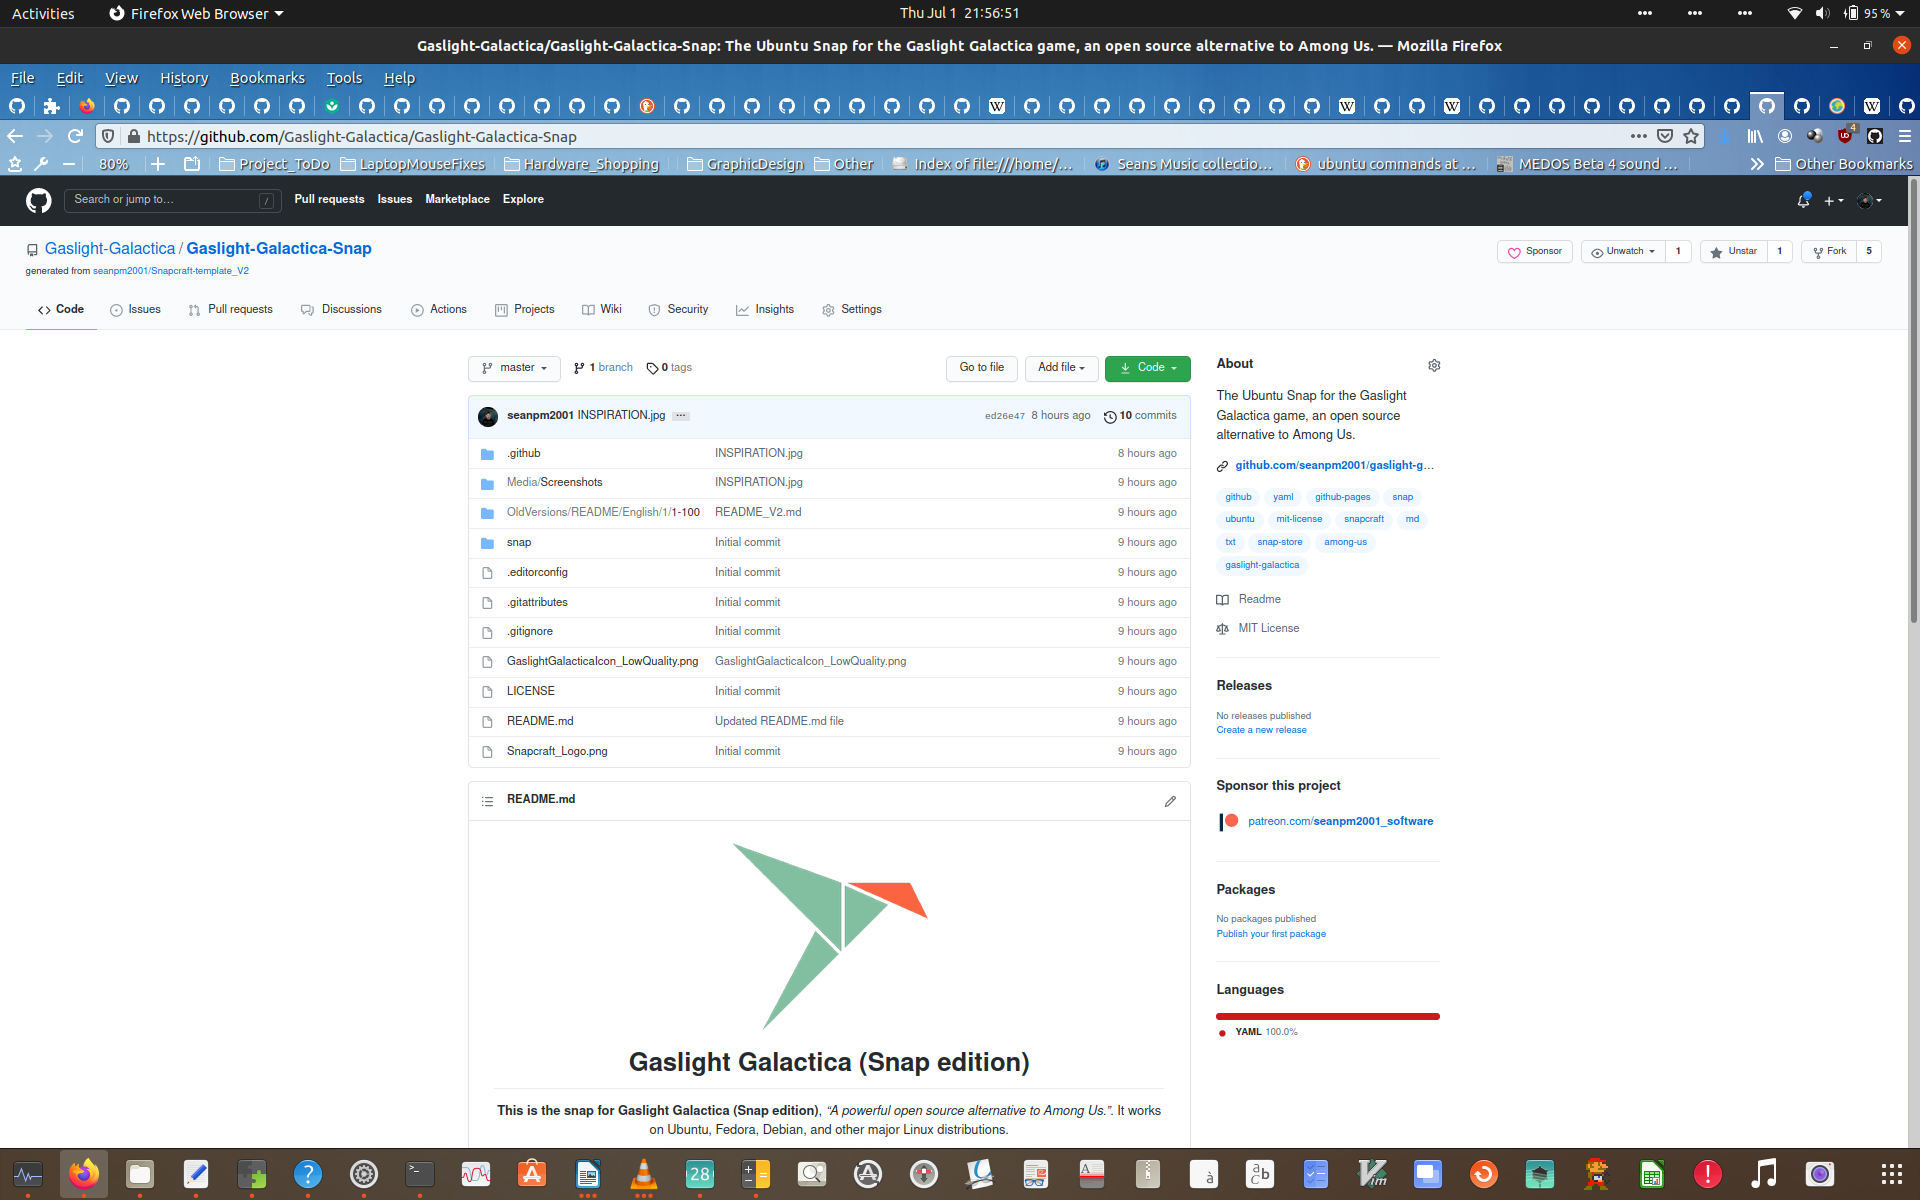 Activities Firefox Web Browser Thu Jul 1 21:56:51 95 %
Gaslight-Galactica/Gaslight-Galactica-Snap: The Ubuntu Snap for the Gaslight Galactica game, an open source alternative to Among Us. — Mozilla Firefox
File Edit View History Bookmarks Tools Help
https://github.com/Gaslight-Galactica/Gaslight-Galactica-Snap 4
80% Project_ToDo LaptopMouseFixes Hardware_Shopping GraphicDesign Other Index of file:///home/… Seans Music collectio… ubuntu commands at … MEDOS Beta 4 sound … Other Bookmarks
Search or jump to… / Pull requests Issues Marketplace Explore
Gaslight-Galactica / Gaslight-Galactica-Snap
Sponsor Unwatch 1 Unstar 1 Fork 5
generated from seanpm2001/Snapcraft-template_V2
Code Issues Pull requests Discussions Actions Projects Wiki Security Insights Settings
master 1 branch 0 tags Go to file Add file Code
seanpm2001 INSPIRATION.jpg ed26e47 8 hours ago 10 commits
.github INSPIRATION.jpg 8 hours ago
Media/Screenshots INSPIRATION.jpg 9 hours ago
OldVersions/README/English/1/1-100 README_V2.md 9 hours ago
snap Initial commit 9 hours ago
.editorconfig Initial commit 9 hours ago
.gitattributes Initial commit 9 hours ago
.gitignore Initial commit 9 hours ago
GaslightGalacticaIcon_LowQuality.png GaslightGalacticaIcon_LowQuality.png 9 hours ago
LICENSE Initial commit 9 hours ago
README.md Updated README.md file 9 hours ago
Snapcraft_Logo.png Initial commit 9 hours ago
README.md
Gaslight Galactica (Snap edition)
This is the snap for Gaslight Galactica (Snap edition), “A powerful open source alternative to Among Us.”. It works
on Ubuntu, Fedora, Debian, and other major Linux distributions.
About
The Ubuntu Snap for the Gaslight
Galactica game, an open source
alternative to Among Us.
github.com/seanpm2001/gaslight-g…
github yaml github-pages snap
ubuntu mit-license snapcraft md
txt snap-store among-us
gaslight-galactica
Readme
MIT License
Releases
No releases published
Create a new release
Sponsor this project
patreon.com/seanpm2001_software
Packages
No packages published
Publish your first package
Languages
YAML 100.0%
28